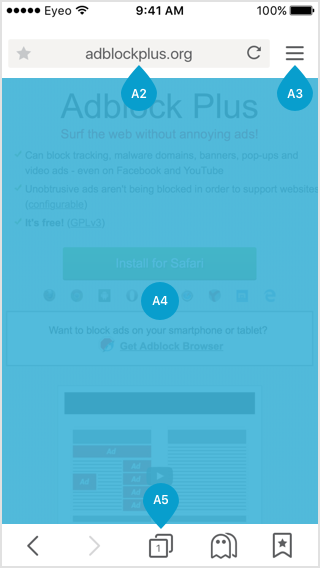 Eyeo 9:41 AM 100%
adblockplus.org
A2 A3
Adblock Plus
Surf the web without annoying ads!
Can block tracking, malware domains, banners, pop-ups and
video ads - even on Facebook and YouTube
Unobtrusive ads aren't being blocked in order to support websites
(configurable)
It's free! (GPLv3)
Install for Safari
A4
Want to block ads on your smartphone or tablet?
Get Adblock Browser
Ad
Ad
Ad
Ad
Ad
A5
1